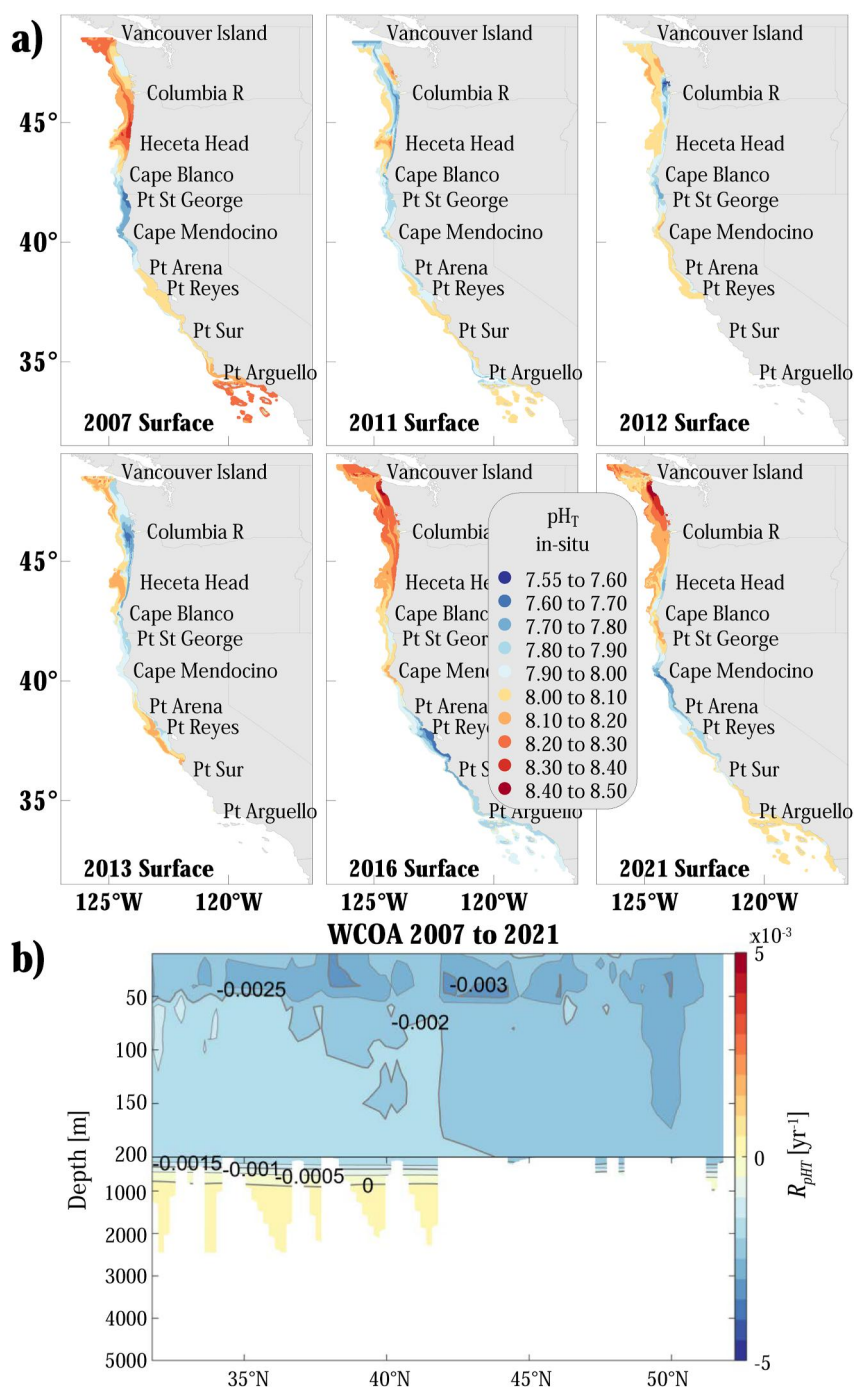 a)
Vancouver Island
Columbia R
Heceta Head
Cape Blanco
Pt St George
Cape Mendocino
Pt Arena
Pt Reyes
Pt Sur
Pt Arguello
2007 Surface
45°
40°
35°
Vancouver Island
Columbia R
Heceta Head
Cape Blanco
Pt St George
Cape Mendocino
Pt Arena
Pt Reyes
Pt Sur
Pt Arguello
2011 Surface
Vancouver Island
Columbia R
Heceta Head
Cape Blanco
Pt St George
Cape Mendocino
Pt Arena
Pt Reyes
Pt Sur
Pt Arguello
2012 Surface
Vancouver Island
Columbia R
Heceta Head
Cape Blanco
Pt St George
Cape Mendocino
Pt Arena
Pt Reyes
Pt Sur
Pt Arguello
2013 Surface
45°
40°
35°
125°W
120°W
Vancouver Island
Columbia
Heceta He
Cape Blanc
Pt St Geor
Cape Men
Pt Arena
Pt Rey
Pt S
Pt Arguello
2016 Surface
125°W
120°W
pHT
in-situ
7.55 to 7.60
7.60 to 7.70
7.70 to 7.80
7.80 to 7.90
7.90 to 8.00
8.00 to 8.10
8.10 to 8.20
8.20 to 8.30
8.30 to 8.40
8.40 to 8.50
Vancouver Island
Columbia R
Heceta Head
Cape Blanco
Pt St George
Cape Mendocino
Pt Arena
Pt Reyes
Pt Sur
Pt Arguello
2021 Surface
125°W
120°W
b)
WCOA 2007 to 2021
x10-3
Depth [m]
50
100
150
200
1000
2000
3000
4000
5000
-0.0025
-0.003
-0.002
-0.0015
-0.001
-0.0005
0
35°N
40°N
45°N
50°N
5
0
-5
RpHT [yr-1]